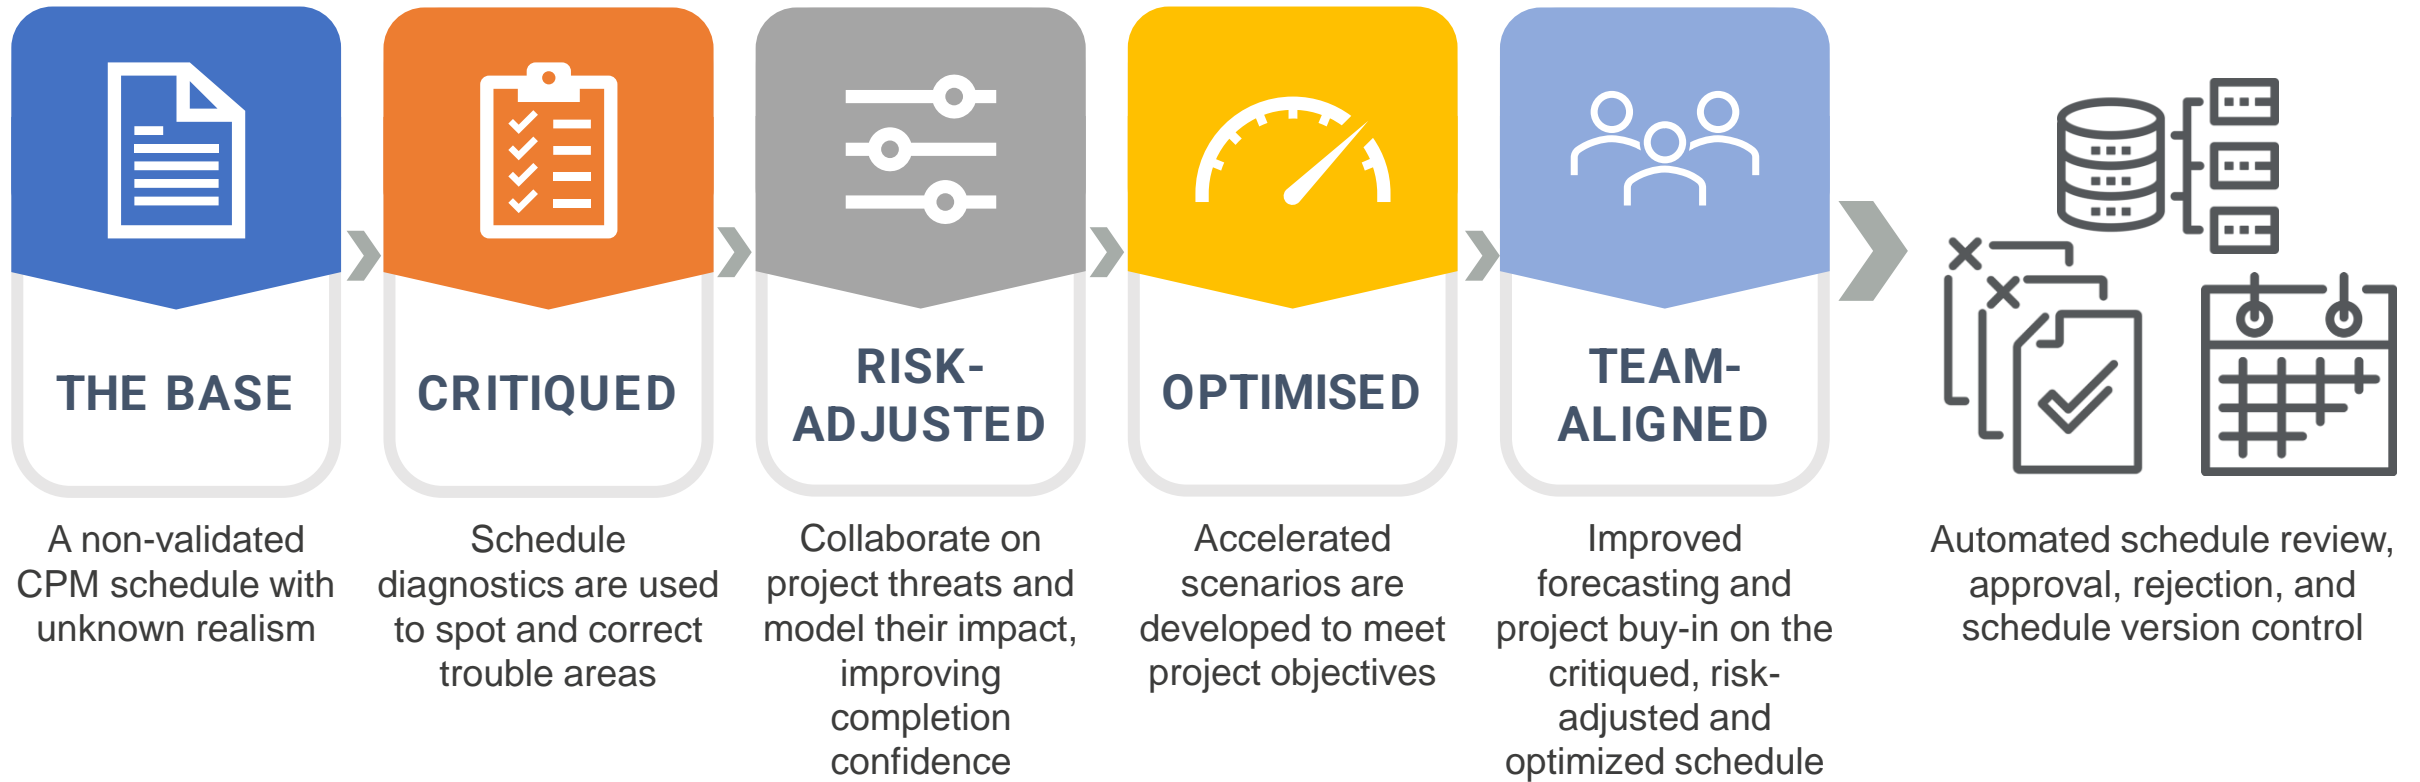 THE BASE
A non-validated
CPM schedule with
unknown realism
CRITIQUED
Schedule
diagnostics are used
to spot and correct
trouble areas
RISK-
ADJUSTED
Collaborate on
project threats and
model their impact,
improving
completion
confidence
OPTIMISED
Accelerated
scenarios are
developed to meet
project objectives
TEAM-
ALIGNED
Improved
forecasting and
project buy-in on the
critiqued, risk-
adjusted and
optimized schedule
Automated schedule review,
approval, rejection, and
schedule version control